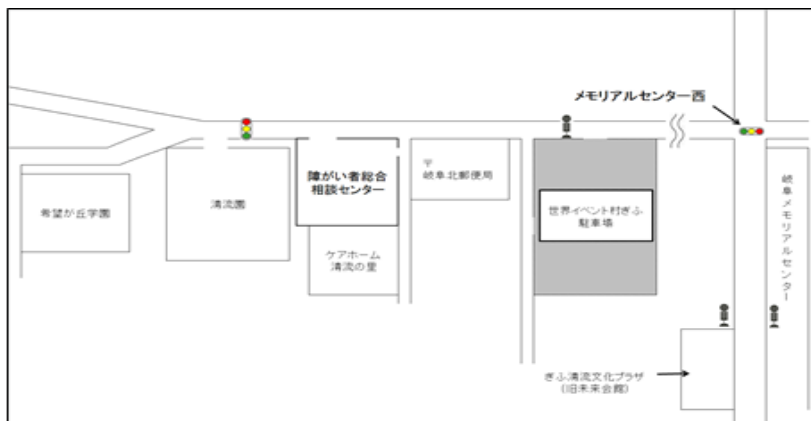 メモリアルセンター西
障がい者総合
相談センター
〒
岐阜北郵便局
希望が丘学園
清流園
世界イベント村ぎふ
駐車場
ケアホーム
清流の里
岐阜メモリアルセンター
ぎふ清流文化プラザ
(旧未来会館)